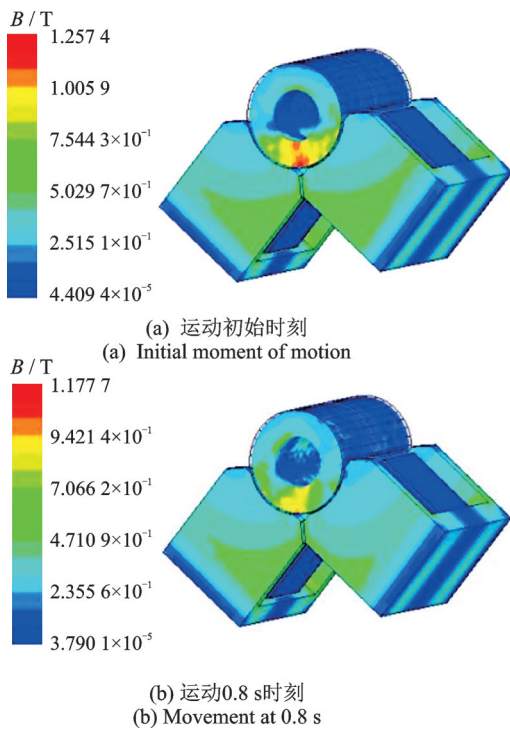 B / T
1.257 4
1.005 9
7.544 3×10⁻¹
5.029 7×10⁻¹
2.515 1×10⁻¹
4.409 4×10⁻⁵
(a) 运动初始时刻
(a) Initial moment of motion
B / T
1.177 7
9.421 4×10⁻¹
7.066 2×10⁻¹
4.710 9×10⁻¹
2.355 6×10⁻¹
3.790 1×10⁻⁵
(b) 运动0.8 s时刻
(b) Movement at 0.8 s